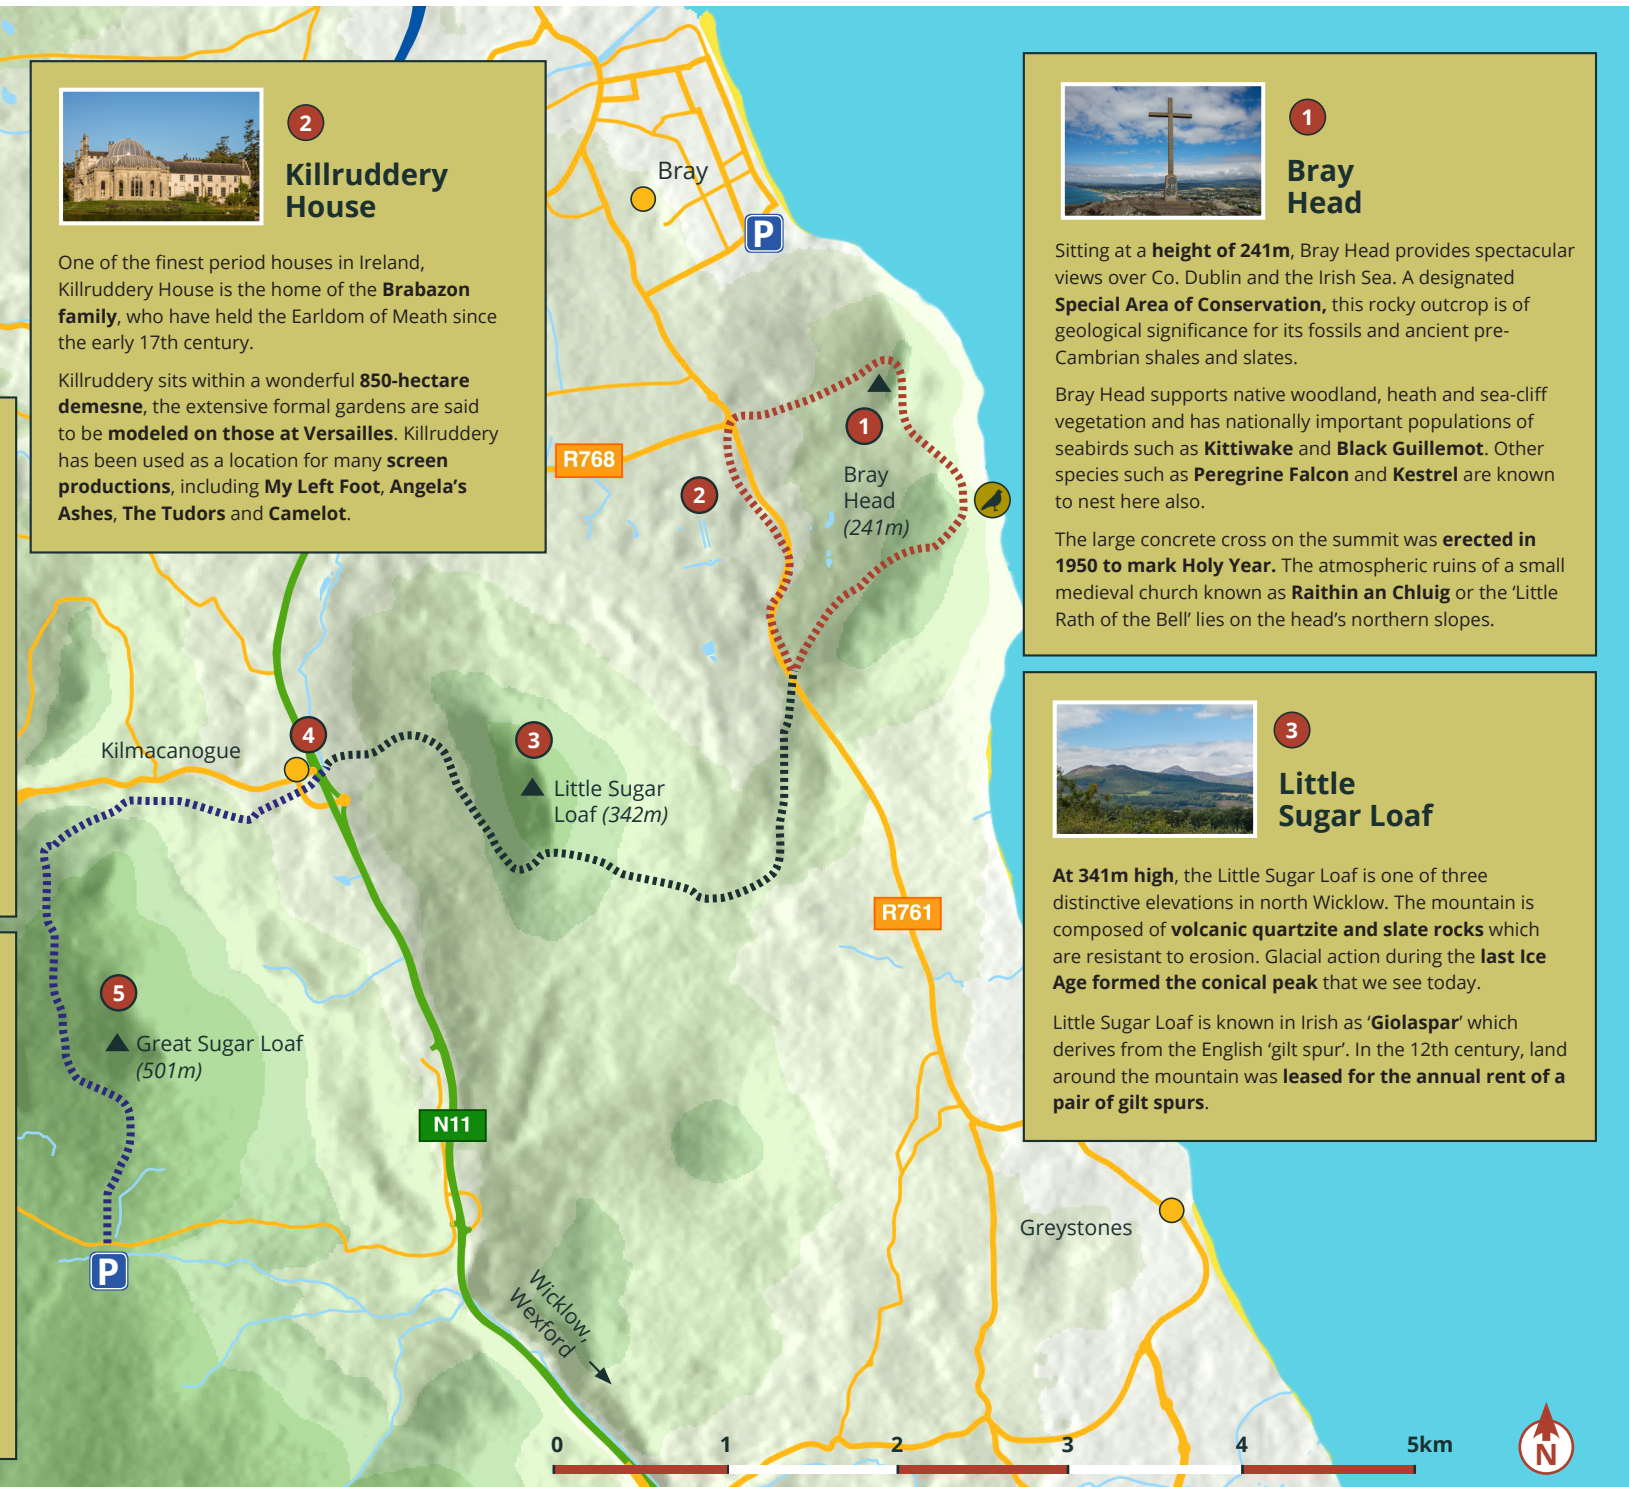 2
Killruddery
House
One of the finest period houses in Ireland,
Killruddery House is the home of the Brabazon
family, who have held the Earldom of Meath since
the early 17th century.
Killruddery sits within a wonderful 850-hectare
demesne, the extensive formal gardens are said
to be modeled on those at Versailles. Killruddery
has been used as a location for many screen
productions, including My Left Foot, Angela’s
Ashes, The Tudors and Camelot.
1
Bray
Head
Sitting at a height of 241m, Bray Head provides spectacular
views over Co. Dublin and the Irish Sea. A designated
Special Area of Conservation, this rocky outcrop is of
geological significance for its fossils and ancient pre-
Cambrian shales and slates.
Bray Head supports native woodland, heath and sea-cliff
vegetation and has nationally important populations of
seabirds such as Kittiwake and Black Guillemot. Other
species such as Peregrine Falcon and Kestrel are known
to nest here also.
The large concrete cross on the summit was erected in
1950 to mark Holy Year. The atmospheric ruins of a small
medieval church known as Raithin an Chluig or the ‘Little
Rath of the Bell’ lies on the head’s northern slopes.
3
Little
Sugar Loaf
At 341m high, the Little Sugar Loaf is one of three
distinctive elevations in north Wicklow. The mountain is
composed of volcanic quartzite and slate rocks which
are resistant to erosion. Glacial action during the last Ice
Age formed the conical peak that we see today.
Little Sugar Loaf is known in Irish as ‘Giolaspar’ which
derives from the English ‘gilt spur’. In the 12th century, land
around the mountain was leased for the annual rent of a
pair of gilt spurs.
Bray
P
R768
1
Bray
Head
(241m)
2
4
Kilmacanogue
3
Little Sugar
Loaf (342m)
R761
5
Great Sugar Loaf
(501m)
N11
P
Greystones
Wicklow,
Wexford
0 1 2 3 4 5km
N